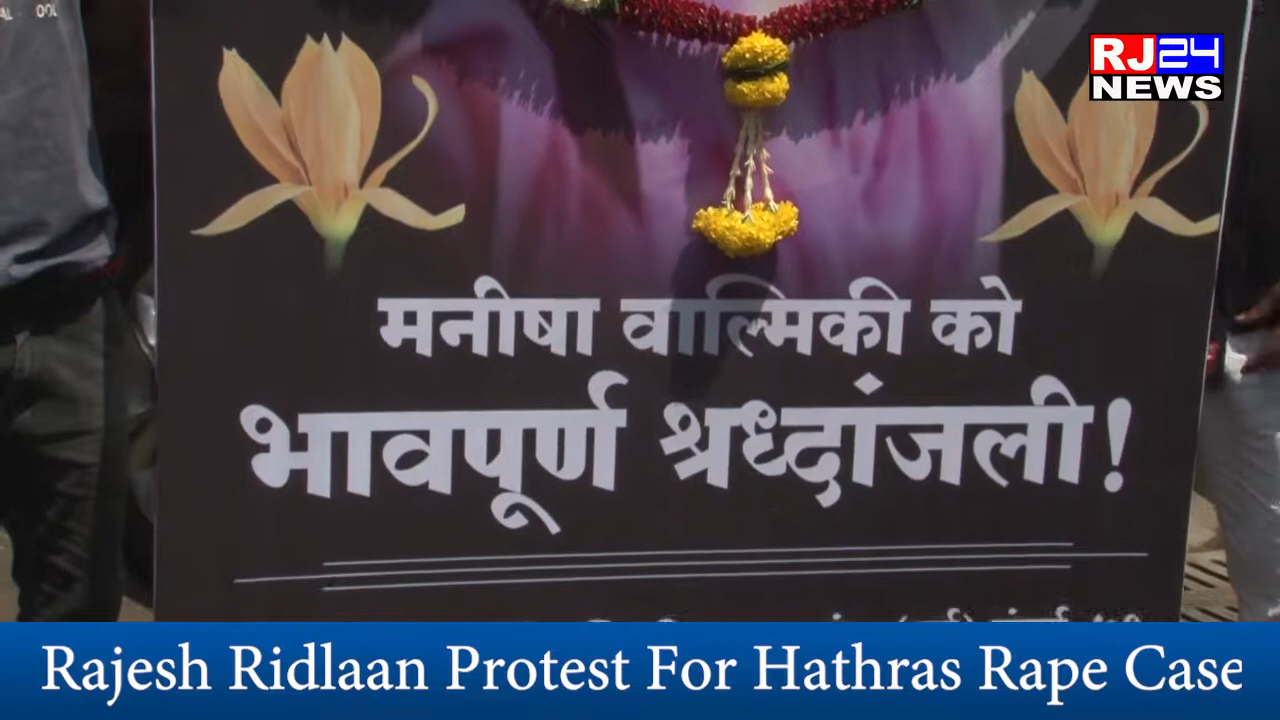 RJ24
NEWS
मनीषा वाल्मिकी को
भावपूर्ण श्रध्दांजली!
Rajesh Ridlaan Protest For Hathras Rape Case